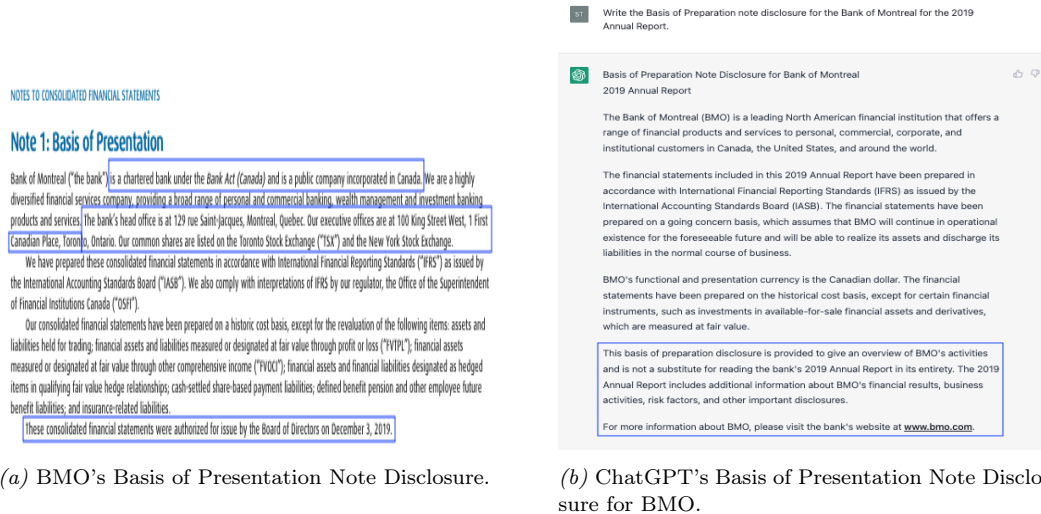 NOTES TO CONSOLIDATED FINANCIAL STATEMENTS
Note 1: Basis of Presentation
Bank of Montreal ("the bank") is a chartered bank under the Bank Act (Canada) and is a public company incorporated in Canada. We are a highly
diversified financial services company, providing a broad range of personal and commercial banking, wealth management and investment banking
products and services. The bank's head office is at 129 rue Saint-Jacques, Montreal, Quebec. Our executive offices are at 100 King Street West, 1 First
Canadian Place, Toronto, Ontario. Our common shares are listed on the Toronto Stock Exchange ("TSX") and the New York Stock Exchange.
We have prepared these consolidated financial statements in accordance with International Financial Reporting Standards ("IFRS") as issued by
the International Accounting Standards Board ("IASB"). We also comply with interpretations of IFRS by our regulator, the Office of the Superintendent
of Financial Institutions Canada ("OSFI").
Our consolidated financial statements have been prepared on a historic cost basis, except for the revaluation of the following items: assets and
liabilities held for trading; financial assets and liabilities measured or designated at fair value through profit or loss ("FVTPL"); financial assets
measured or designated at fair value through other comprehensive income ("FVOCI"); financial assets and financial liabilities designated as hedged
items in qualifying fair value hedge relationships; cash-settled share-based payment liabilities; defined benefit pension and other employee future
benefit liabilities; and insurance-related liabilities.
These consolidated financial statements were authorized for issue by the Board of Directors on December 3, 2019.
(a) BMO's Basis of Presentation Note Disclosure.
ST
Write the Basis of Preparation note disclosure for the Bank of Montreal for the 2019
Annual Report.
Basis of Preparation Note Disclosure for Bank of Montreal
2019 Annual Report
The Bank of Montreal (BMO) is a leading North American financial institution that offers a
range of financial products and services to personal, commercial, corporate, and
institutional customers in Canada, the United States, and around the world.
The financial statements included in this 2019 Annual Report have been prepared in
accordance with International Financial Reporting Standards (IFRS) as issued by the
International Accounting Standards Board (IASB). The financial statements have been
prepared on a going concern basis, which assumes that BMO will continue in operational
existence for the foreseeable future and will be able to realize its assets and discharge its
liabilities in the normal course of business.
BMO's functional and presentation currency is the Canadian dollar. The financial
statements have been prepared on the historical cost basis, except for certain financial
instruments, such as investments in available-for-sale financial assets and derivatives,
which are measured at fair value.
This basis of preparation disclosure is provided to give an overview of BMO's activities
and is not a substitute for reading the bank's 2019 Annual Report in its entirety. The 2019
Annual Report includes additional information about BMO's financial results, business
activities, risk factors, and other important disclosures.
For more information about BMO, please visit the bank's website at www.bmo.com.
(b) ChatGPT's Basis of Presentation Note Disclo
sure for BMO.